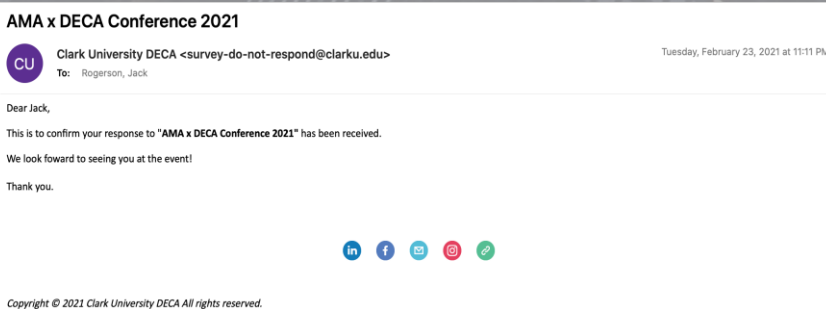 AMA x DECA Conference 2021
CU
Clark University DECA <survey-do-not-respond@clarku.edu>
Tuesday, February 23, 2021 at 11:11 PM
To: Rogerson, Jack
Dear Jack,
This is to confirm your response to "AMA x DECA Conference 2021" has been received.
We look foward to seeing you at the event!
Thank you.
in f
Copyright © 2021 Clark University DECA All rights reserved.